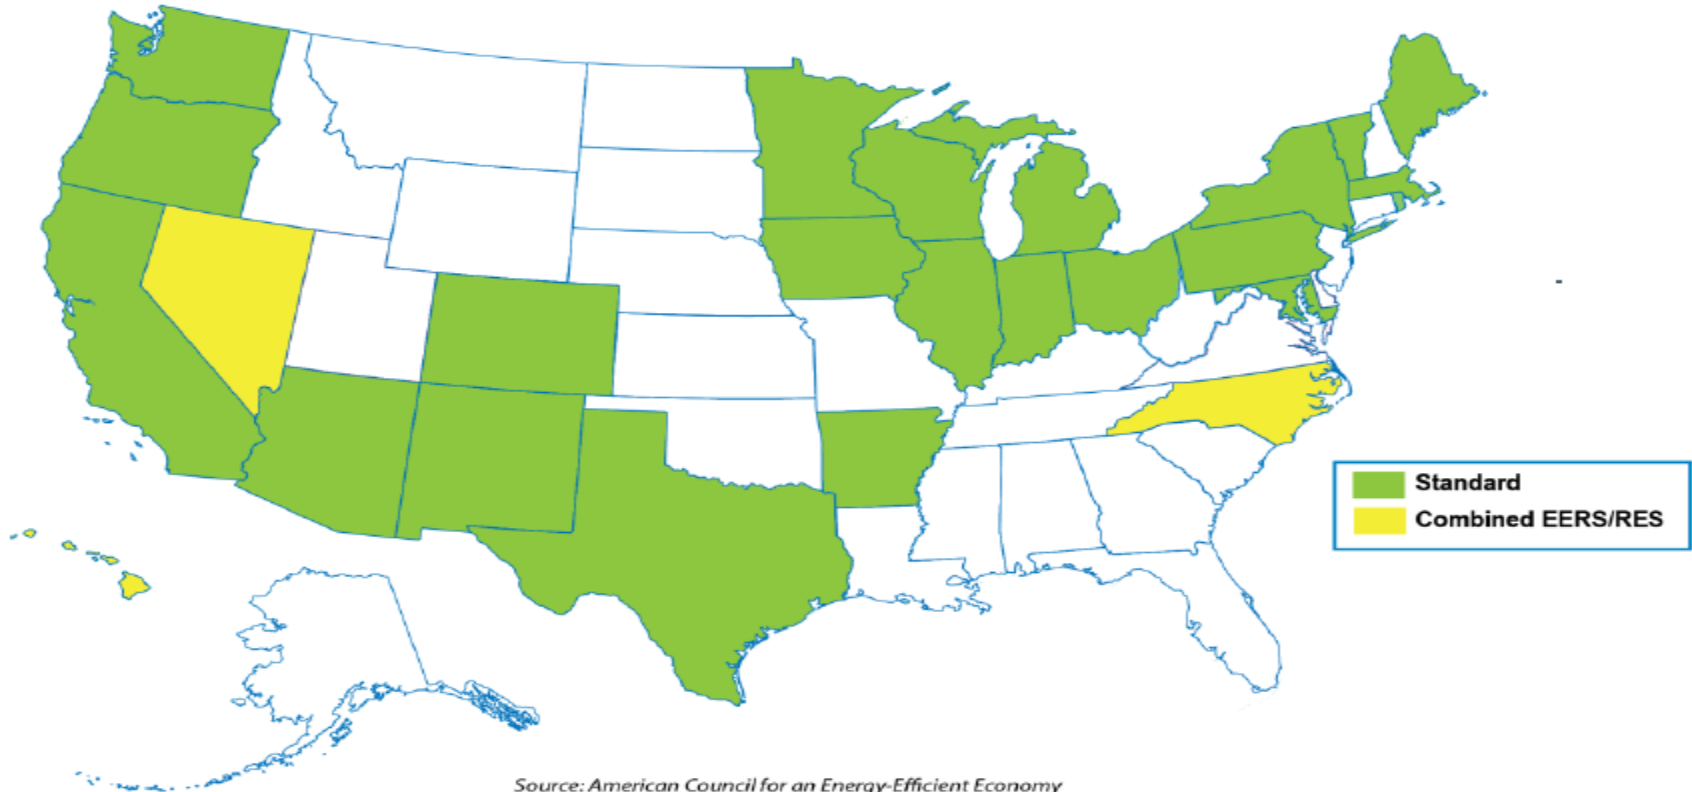 Standard
Combined EERS/RES
Source: American Council for an Energy-Efficient Economy